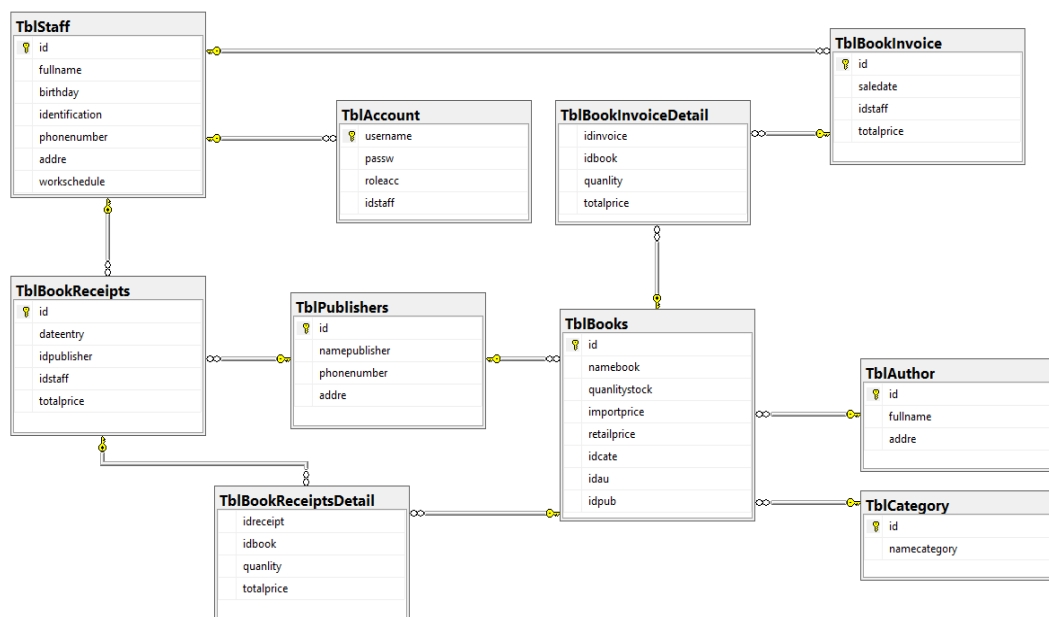 TblStaff
id
fullname
birthday
identification
phonenumber
addre
workschedule
TblBookInvoice
id
saledate
idstaff
totalprice
TblAccount
username
passw
roleacc
idstaff
TblBookInvoiceDetail
idinvoice
idbook
quanlity
totalprice
TblBookReceipts
id
dateentry
idpublisher
idstaff
totalprice
TblPublishers
id
namepublisher
phonenumber
addre
TblBooks
id
namebook
quanlitystock
importprice
retailprice
idcate
idau
idpub
TblAuthor
id
fullname
addre
TblBookReceiptsDetail
idreceipt
idbook
quanlity
totalprice
TblCategory
id
namecategory